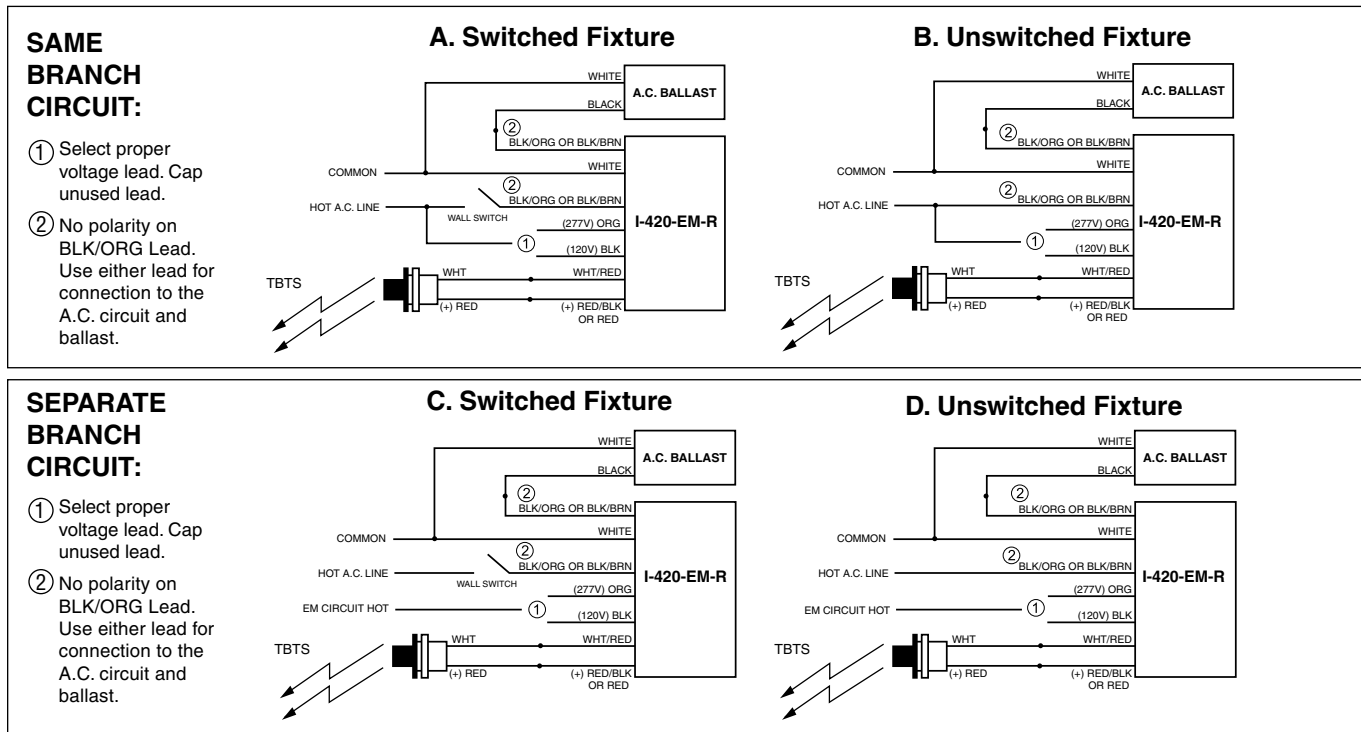 SAME
BRANCH
CIRCUIT:
① Select proper
voltage lead. Cap
unused lead.
② No polarity on
BLK/ORG Lead.
Use either lead for
connection to the
A.C. circuit and
ballast.
A. Switched Fixture
WHITE
A.C. BALLAST
BLACK
②
BLK/ORG OR BLK/BRN
WHITE
COMMON
②
BLK/ORG OR BLK/BRN
HOT A.C. LINE
WALL SWITCH
I-420-EM-R
(277V) ORG
①
(120V) BLK
TBTS
WHT
WHT/RED
(+) RED
(+) RED/BLK
OR RED
B. Unswitched Fixture
WHITE
A.C. BALLAST
BLACK
②
BLK/ORG OR BLK/BRN
WHITE
COMMON
②
BLK/ORG OR BLK/BRN
HOT A.C. LINE
I-420-EM-R
(277V) ORG
①
(120V) BLK
TBTS
WHT
WHT/RED
(+) RED
(+) RED/BLK
OR RED
SEPARATE
BRANCH
CIRCUIT:
① Select proper
voltage lead. Cap
unused lead.
② No polarity on
BLK/ORG Lead.
Use either lead for
connection to the
A.C. circuit and
ballast.
C. Switched Fixture
WHITE
A.C. BALLAST
BLACK
②
BLK/ORG OR BLK/BRN
WHITE
COMMON
②
BLK/ORG OR BLK/BRN
HOT A.C. LINE
WALL SWITCH
I-420-EM-R
(277V) ORG
EM CIRCUIT HOT
①
(120V) BLK
TBTS
WHT
WHT/RED
(+) RED
(+) RED/BLK
OR RED
D. Unswitched Fixture
WHITE
A.C. BALLAST
BLACK
②
BLK/ORG OR BLK/BRN
WHITE
COMMON
②
BLK/ORG OR BLK/BRN
HOT A.C. LINE
I-420-EM-R
(277V) ORG
EM CIRCUIT HOT
①
(120V) BLK
TBTS
WHT
WHT/RED
(+) RED
(+) RED/BLK
OR RED